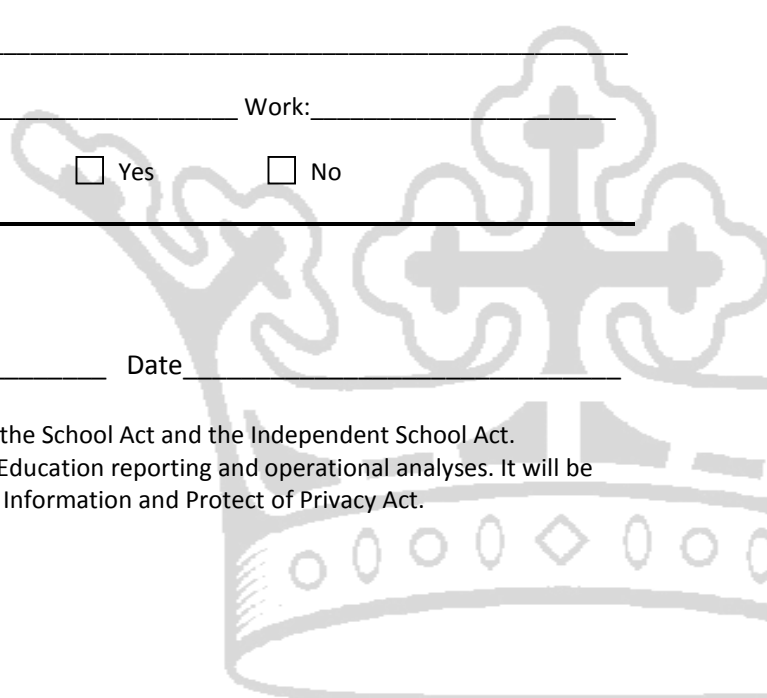 Work:
Yes No
Date
the School Act and the Independent School Act.
Education reporting and operational analyses. It will be
Information and Protect of Privacy Act.